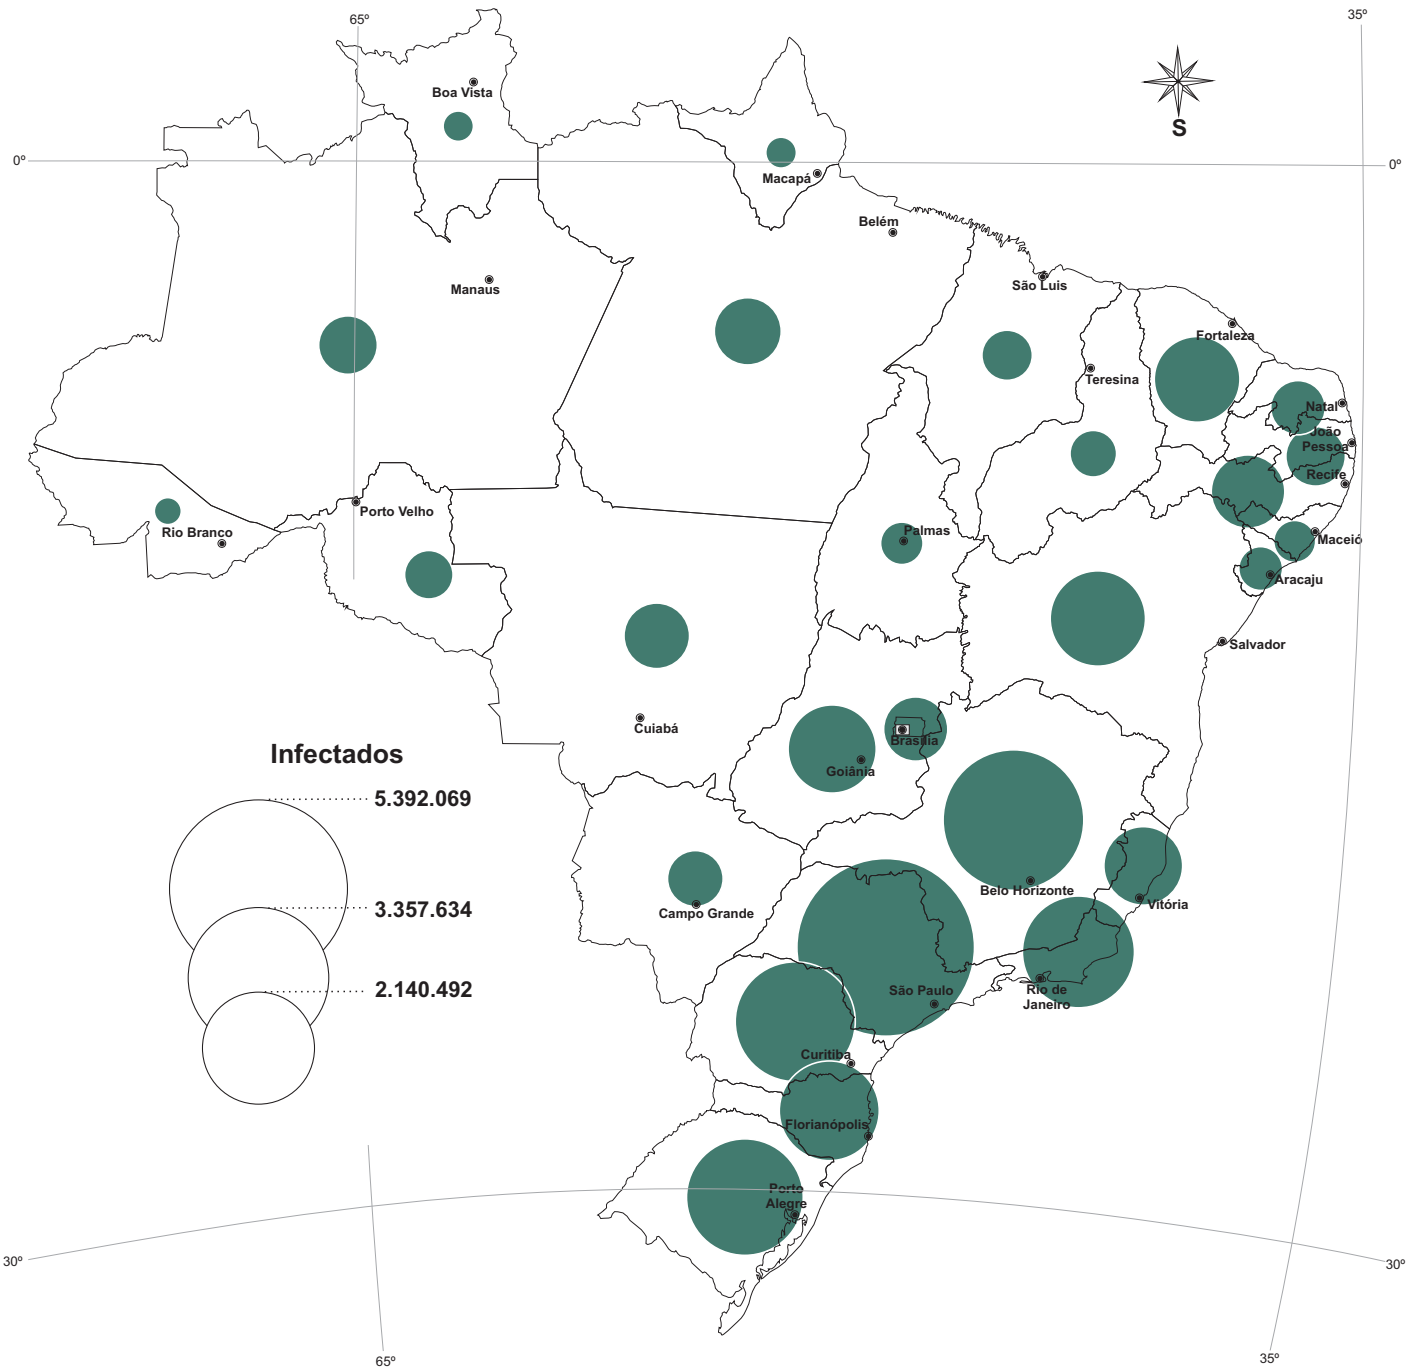 65º
35º
Boa Vista
S
0º
0º
Macapá
Belém
São Luis
Manaus
Fortaleza
Teresina
Natal
João
Pessoa
Recife
Porto Velho
Rio Branco
Palmas
Maceió
Aracaju
Salvador
Cuiabá
Brasília
Goiânia
Infectados
5.392.069
3.357.634
2.140.492
Belo Horizonte
Vitória
Campo Grande
São Paulo
Rio de
Janeiro
Curitiba
Florianópolis
Porto
Alegre
30º
30º
65º
35º